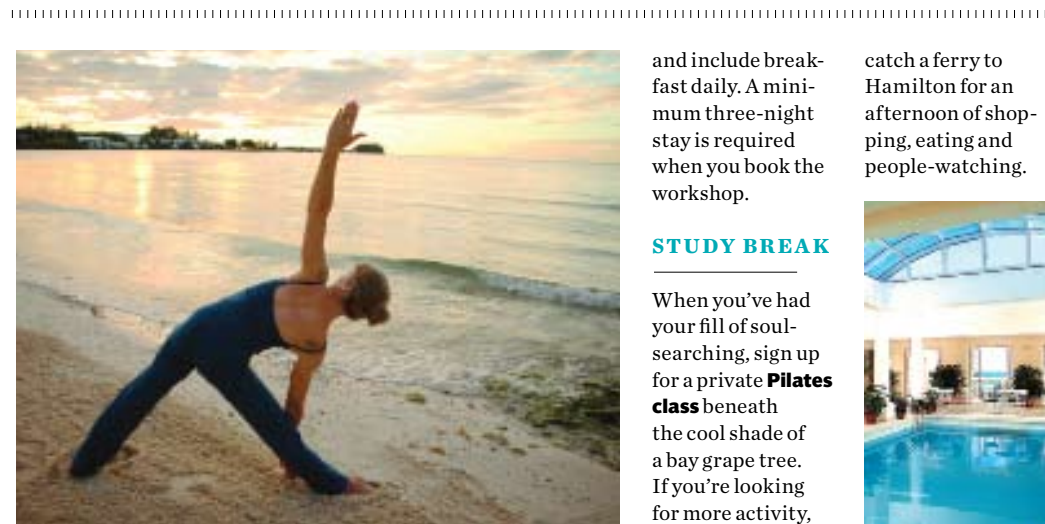 and include break-
fast daily. A mini-
mum three-night
stay is required
when you book the
workshop.
STUDY BREAK
When you've had
your fill of soul-
searching, sign up
for a private Pilates
class beneath
the cool shade of
a bay grape tree.
If you're looking
for more activity,
catch a ferry to
Hamilton for an
afternoon of shop-
ping, eating and
people-watching.